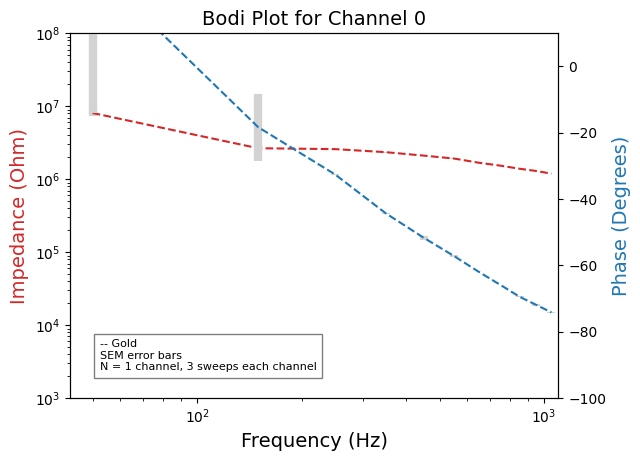 Bodi Plot for Channel 0
Impedance (Ohm)
10^8
10^7
10^6
10^5
10^4
10^3
-- Gold
SEM error bars
N = 1 channel, 3 sweeps each channel
0
−20
−40
−60
−80
−100
Phase (Degrees)
10^2
10^3
Frequency (Hz)